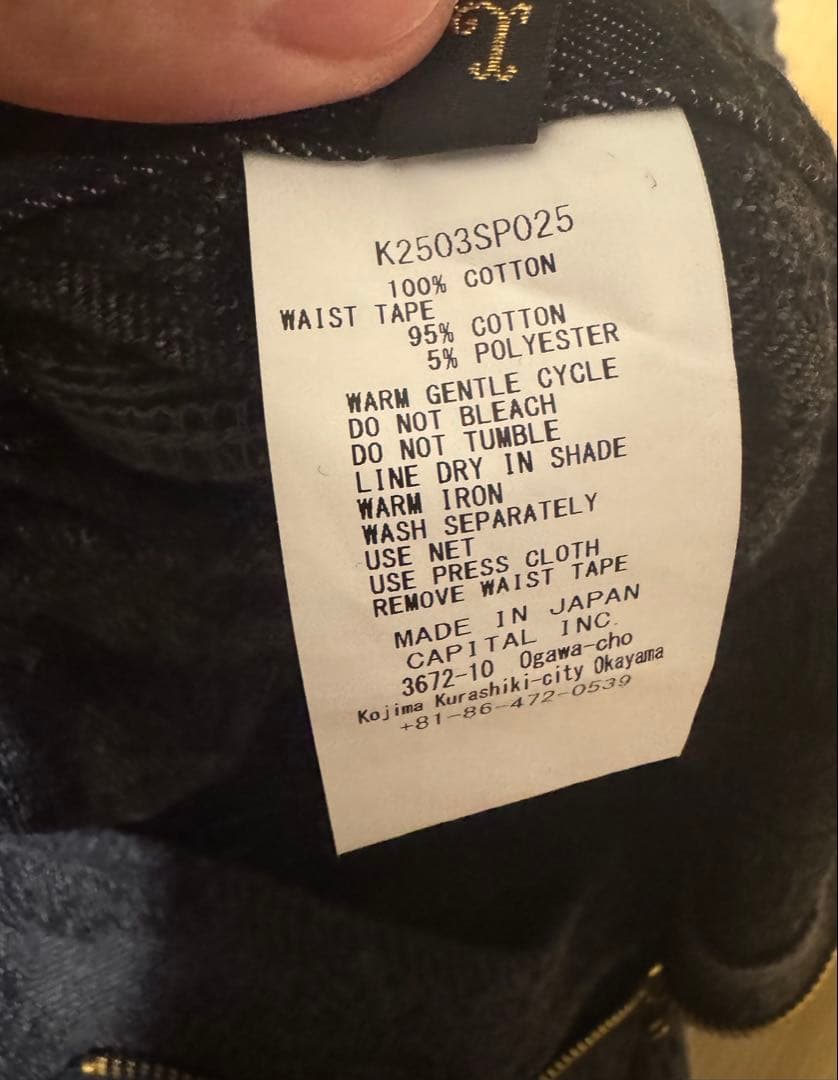 L
K2503SP025
100% COTTON
WAIST TAPE
95% COTTON
5% POLYESTER
WARM GENTLE CYCLE
DO NOT BLEACH
DO NOT TUMBLE
LINE DRY IN SHADE
WARM IRON
WASH SEPARATELY
USE NET
USE PRESS CLOTH
REMOVE WAIST TAPE
MADE IN JAPAN
CAPITAL INC.
3672-10 Ogawa-cho
Kojima Kurashiki-city Okayama
+81-86-472-0539